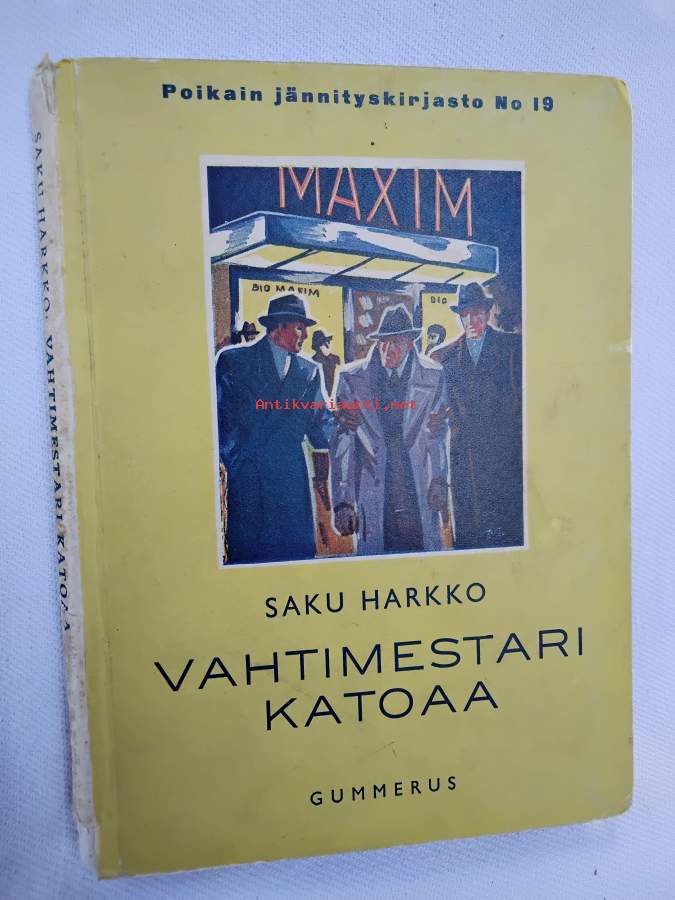 Poikain jännityskirjasto No 19
MAXIM
BIO MAXIM
BIO
Antikvariaatti.net
SAKU HARKKO
VAHTIMESTARI
KATOAA
GUMMERUS
SAKU HARKKO VAHTIMESTARI KATOAA